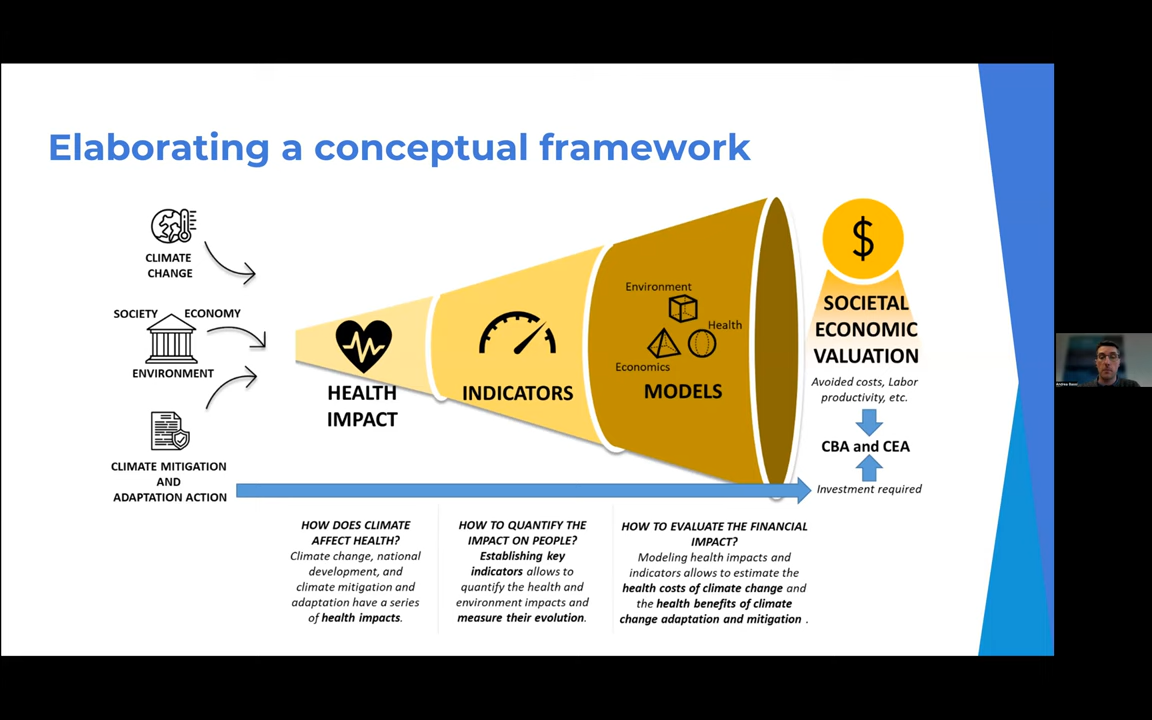 Elaborating a conceptual framework
CLIMATE
CHANGE
SOCIETY
ECONOMY
ENVIRONMENT
CLIMATE MITIGATION
AND
ADAPTATION ACTION
HEALTH
IMPACT
INDICATORS
Environment
Health
Economics
MODELS
$
SOCIETAL
ECONOMIC
VALUATION
Avoided costs, Labor
productivity, etc.
CBA and CEA
Investment required
HOW DOES CLIMATE
AFFECT HEALTH?
Climate change, national
development, and
climate mitigation and
adaptation have a series
of health impacts.
HOW TO QUANTIFY THE
IMPACT ON PEOPLE?
Establishing key
indicators allows to
quantify the health and
environment impacts and
measure their evolution.
HOW TO EVALUATE THE FINANCIAL
IMPACT?
Modeling health impacts and
indicators allows to estimate the
health costs of climate change and
the health benefits of climate
change adaptation and mitigation .
Andrea